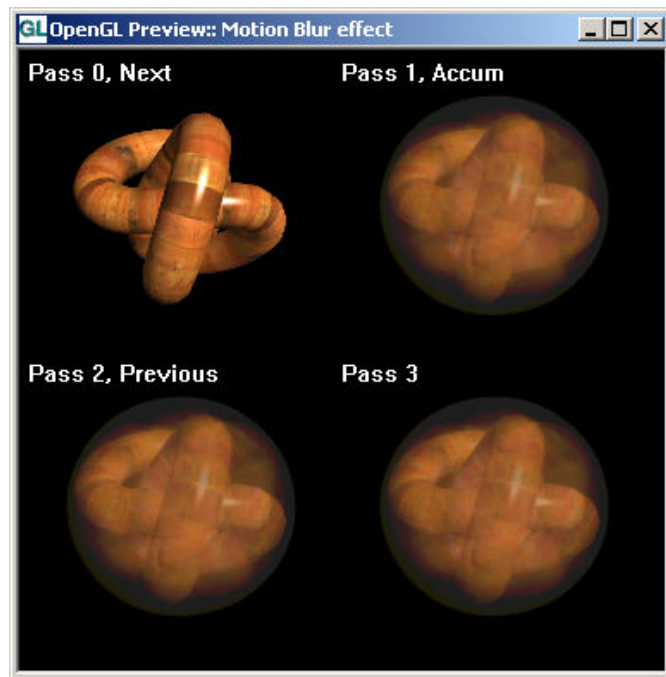 GL OpenGL Preview:: Motion Blur effect
Pass 0, Next
Pass 1, Accum
Pass 2, Previous
Pass 3